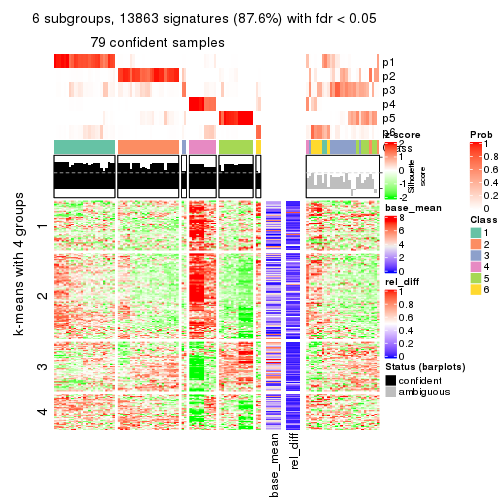 6 subgroups, 13863 signatures (87.6%) with fdr < 0.05
79 confident samples
p1
p2
p3
p4
p5
p6
Class
z-score
2
1
0
-1
-2
Silhouette
score
base_mean
8
6
4
2
0
rel_diff
1
0.8
0.6
0.4
0.2
0
Status (barplots)
confident
ambiguous
Prob
1
0.8
0.6
0.4
0.2
0
Class
1
2
3
4
5
6
k-means with 4 groups
1
2
3
4
base_mean
rel_diff